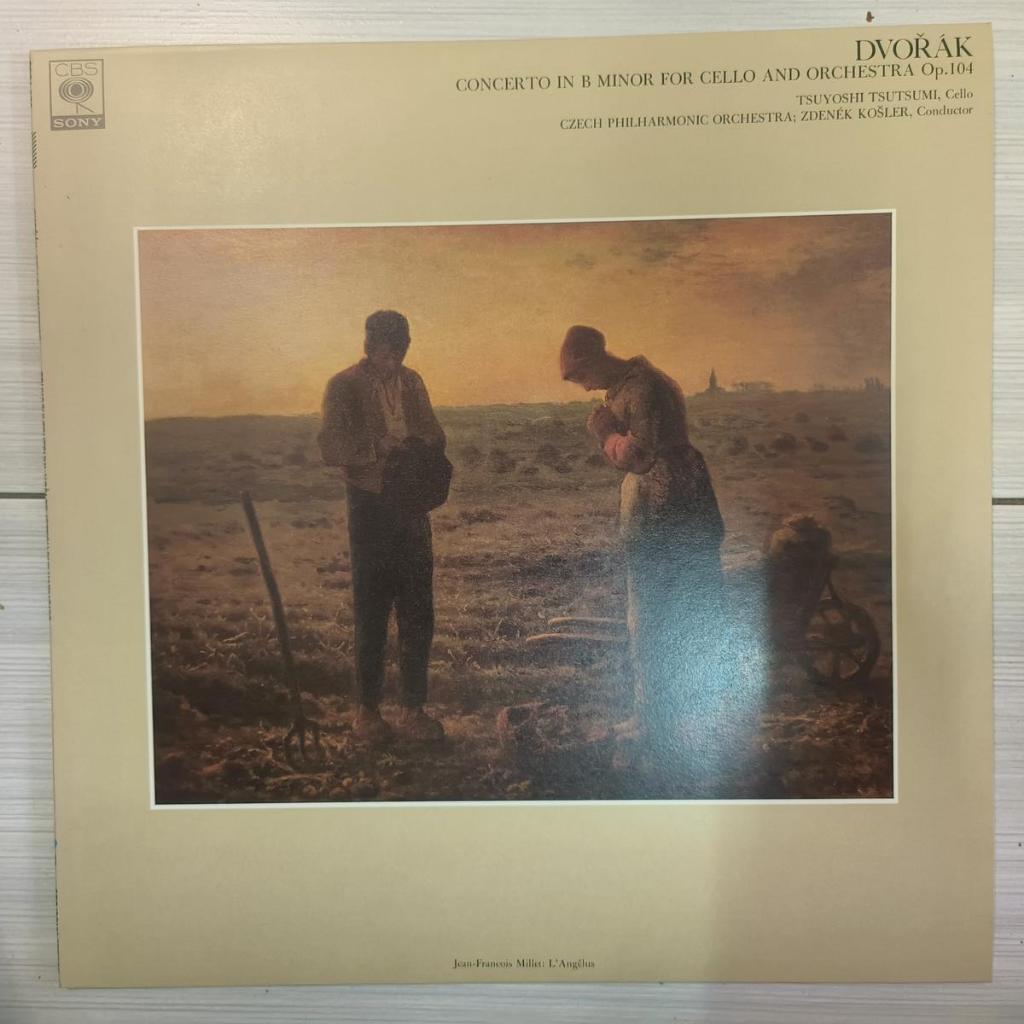 CBS
SONY
DVOŘÁK
CONCERTO IN B MINOR FOR CELLO AND ORCHESTRA Op.104
TSUYOSHI TSUTSUMI, Cello
CZECH PHILHARMONIC ORCHESTRA; ZDENĚK KOŠLER, Conductor
Jean-Francois Millet: L'Angélus